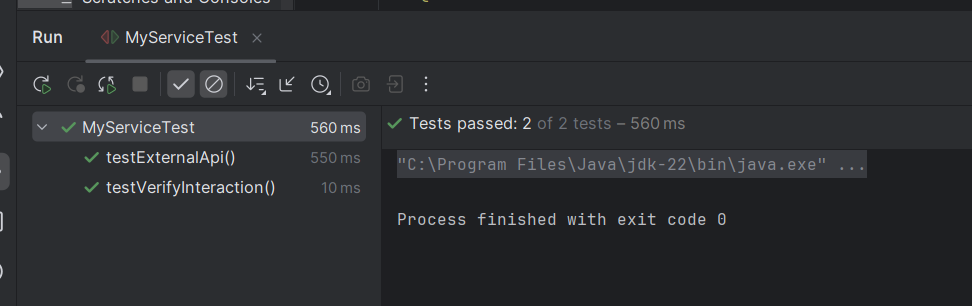 Scratches and Consoles
Run
MyServiceTest
MyServiceTest 560 ms
testExternalApi() 550 ms
testVerifyInteraction() 10 ms
Tests passed: 2 of 2 tests – 560 ms
"C:\Program Files\Java\jdk-22\bin\java.exe" ...
Process finished with exit code 0